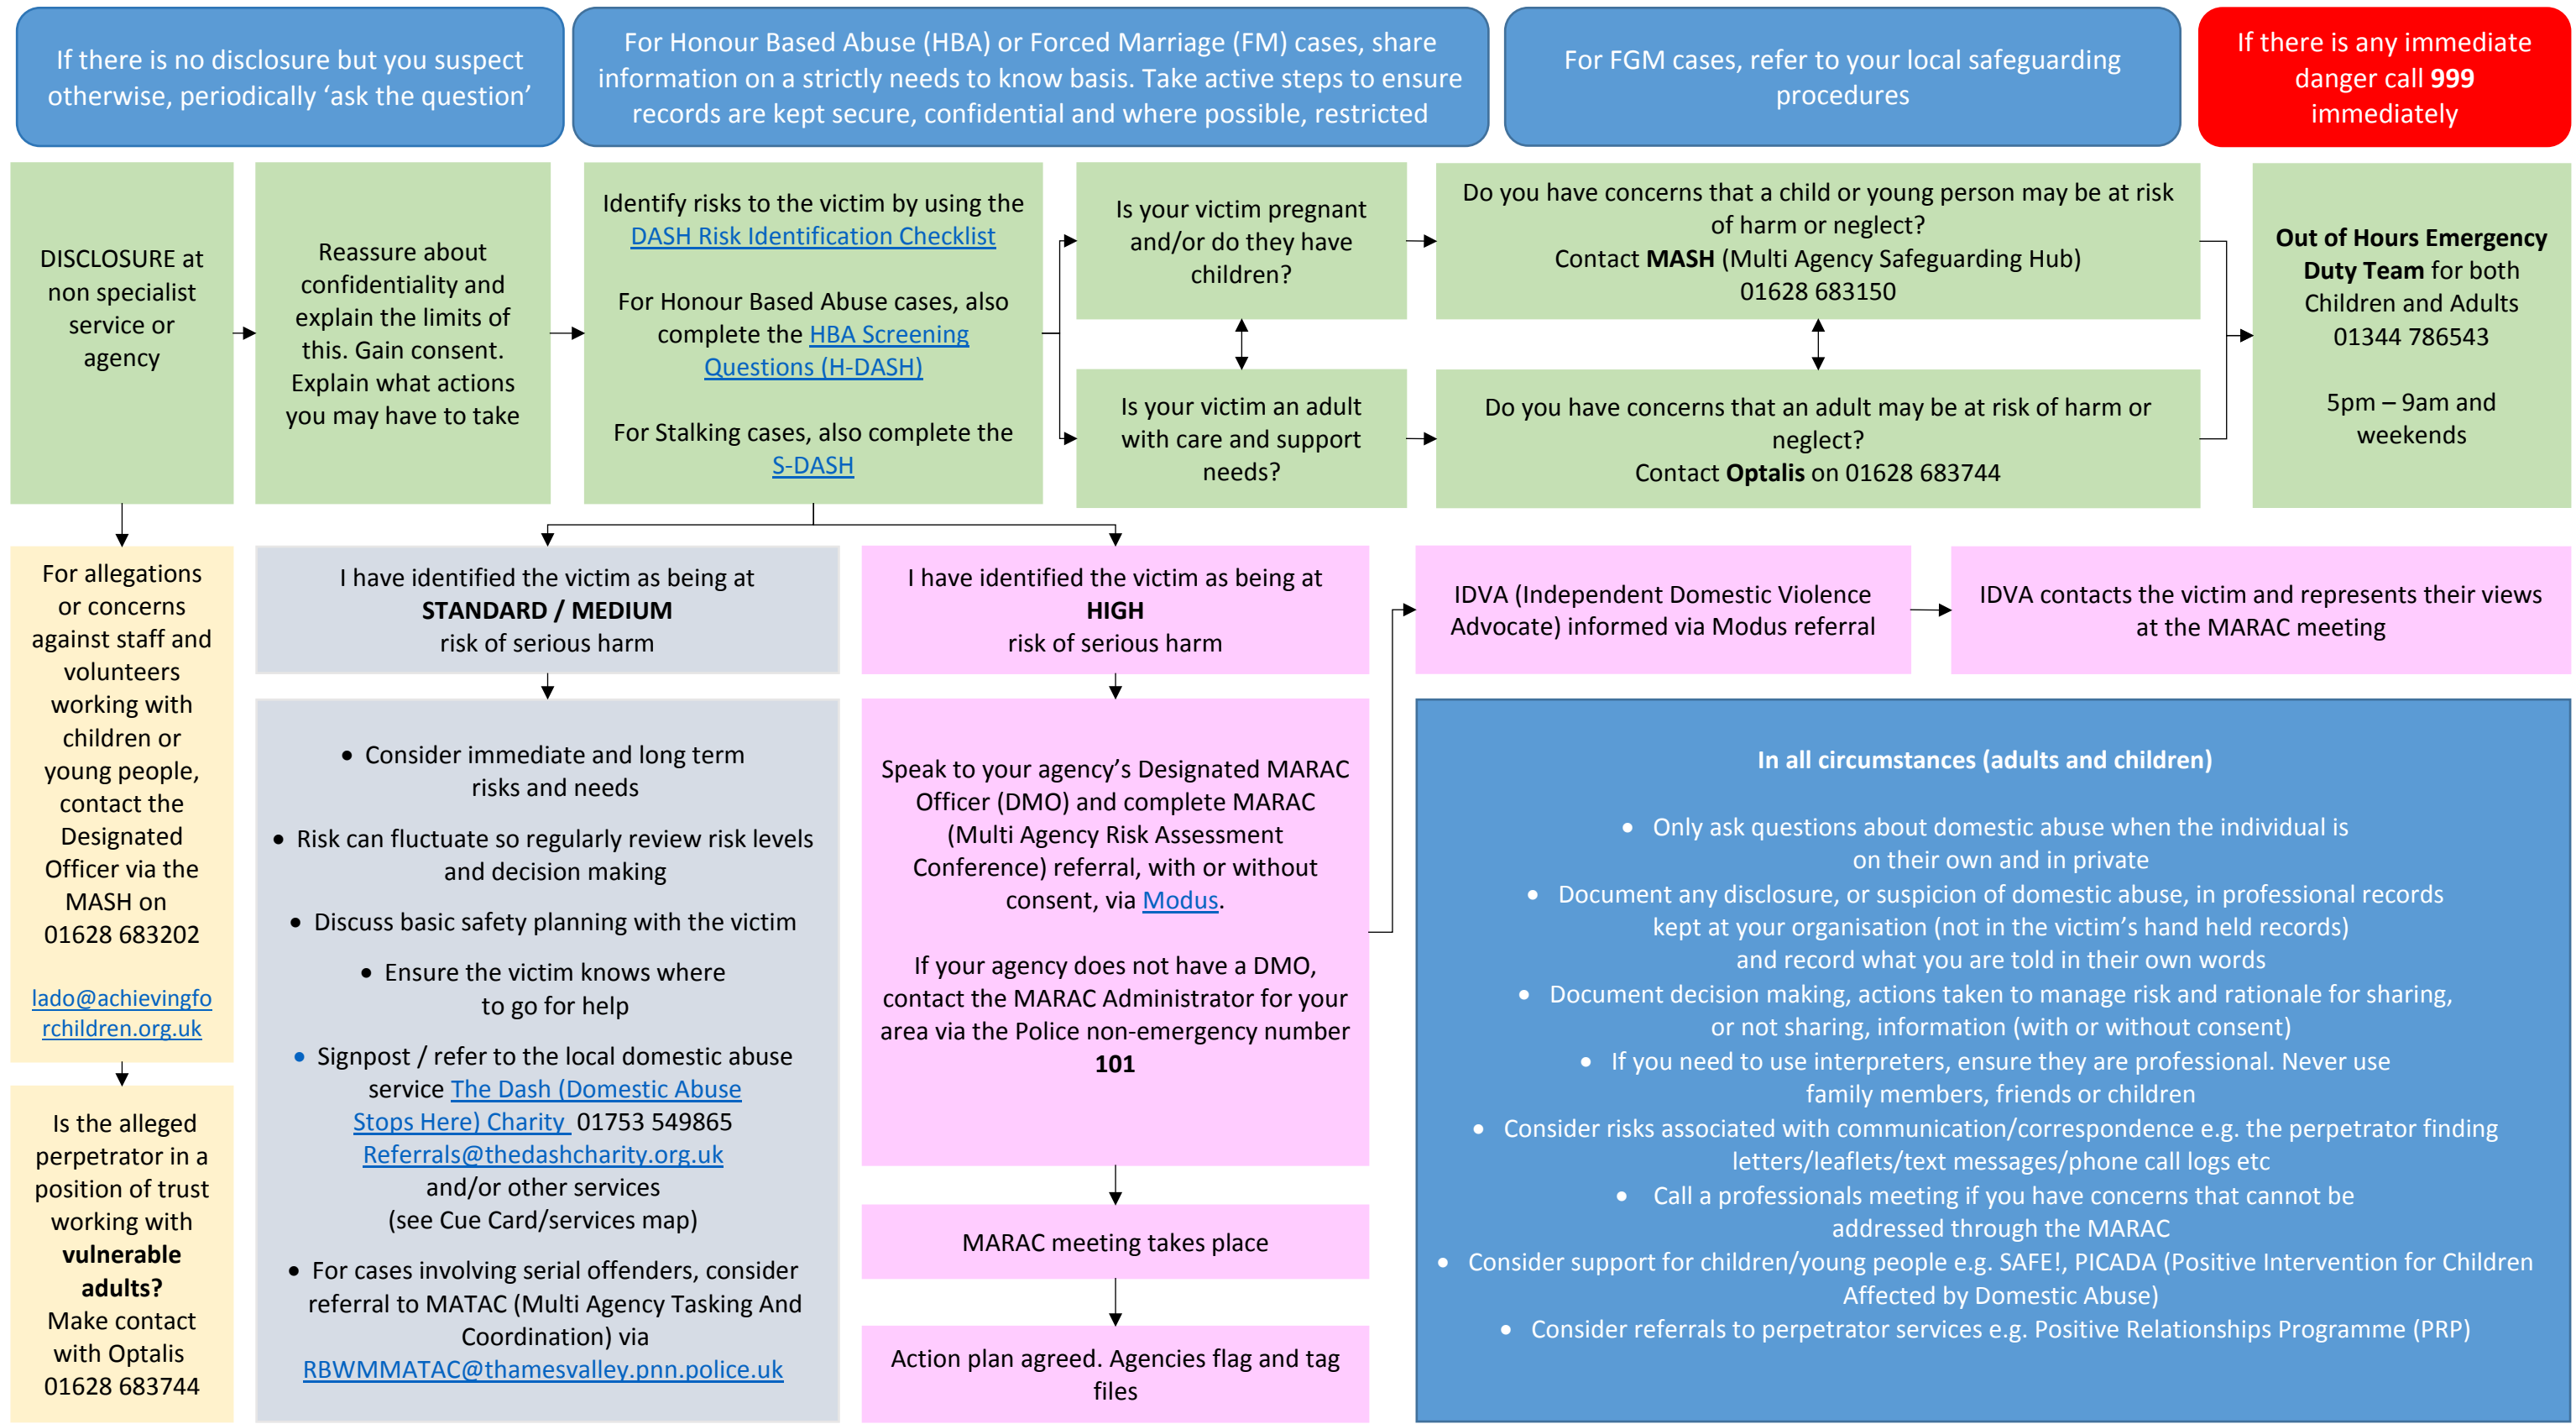 If there is no disclosure but you suspect
otherwise, periodically ‘ask the question’
For Honour Based Abuse (HBA) or Forced Marriage (FM) cases, share
information on a strictly needs to know basis. Take active steps to ensure
records are kept secure, confidential and where possible, restricted
For FGM cases, refer to your local safeguarding
procedures
If there is any immediate
danger call 999
immediately
DISCLOSURE at
non specialist
service or
agency
Reassure about
confidentiality and
explain the limits of
this. Gain consent.
Explain what actions
you may have to take
Identify risks to the victim by using the
DASH Risk Identification Checklist
For Honour Based Abuse cases, also
complete the HBA Screening
Questions (H-DASH)
For Stalking cases, also complete the
S-DASH
Is your victim pregnant
and/or do they have
children?
Is your victim an adult
with care and support
needs?
Do you have concerns that a child or young person may be at risk
of harm or neglect?
Contact MASH (Multi Agency Safeguarding Hub)
01628 683150
Do you have concerns that an adult may be at risk of harm or
neglect?
Contact Optalis on 01628 683744
Out of Hours Emergency
Duty Team for both
Children and Adults
01344 786543
5pm – 9am and
weekends
For allegations
or concerns
against staff and
volunteers
working with
children or
young people,
contact the
Designated
Officer via the
MASH on
01628 683202
lado@achievingfo
rchildren.org.uk
Is the alleged
perpetrator in a
position of trust
working with
vulnerable
adults?
Make contact
with Optalis
01628 683744
I have identified the victim as being at
STANDARD / MEDIUM
risk of serious harm
• Consider immediate and long term
risks and needs
• Risk can fluctuate so regularly review risk levels
and decision making
• Discuss basic safety planning with the victim
• Ensure the victim knows where
to go for help
• Signpost / refer to the local domestic abuse
service The Dash (Domestic Abuse
Stops Here) Charity 01753 549865
Referrals@thedashcharity.org.uk
and/or other services
(see Cue Card/services map)
• For cases involving serial offenders, consider
referral to MATAC (Multi Agency Tasking And
Coordination) via
RBWMMATAC@thamesvalley.pnn.police.uk
I have identified the victim as being at
HIGH
risk of serious harm
Speak to your agency’s Designated MARAC
Officer (DMO) and complete MARAC
(Multi Agency Risk Assessment
Conference) referral, with or without
consent, via Modus.
If your agency does not have a DMO,
contact the MARAC Administrator for your
area via the Police non-emergency number
101
MARAC meeting takes place
Action plan agreed. Agencies flag and tag
files
IDVA (Independent Domestic Violence
Advocate) informed via Modus referral
IDVA contacts the victim and represents their views
at the MARAC meeting
In all circumstances (adults and children)
• Only ask questions about domestic abuse when the individual is
on their own and in private
• Document any disclosure, or suspicion of domestic abuse, in professional records
kept at your organisation (not in the victim’s hand held records)
and record what you are told in their own words
• Document decision making, actions taken to manage risk and rationale for sharing,
or not sharing, information (with or without consent)
• If you need to use interpreters, ensure they are professional. Never use
family members, friends or children
• Consider risks associated with communication/correspondence e.g. the perpetrator finding
letters/leaflets/text messages/phone call logs etc
• Call a professionals meeting if you have concerns that cannot be
addressed through the MARAC
• Consider support for children/young people e.g. SAFE!, PICADA (Positive Intervention for Children
Affected by Domestic Abuse)
• Consider referrals to perpetrator services e.g. Positive Relationships Programme (PRP)